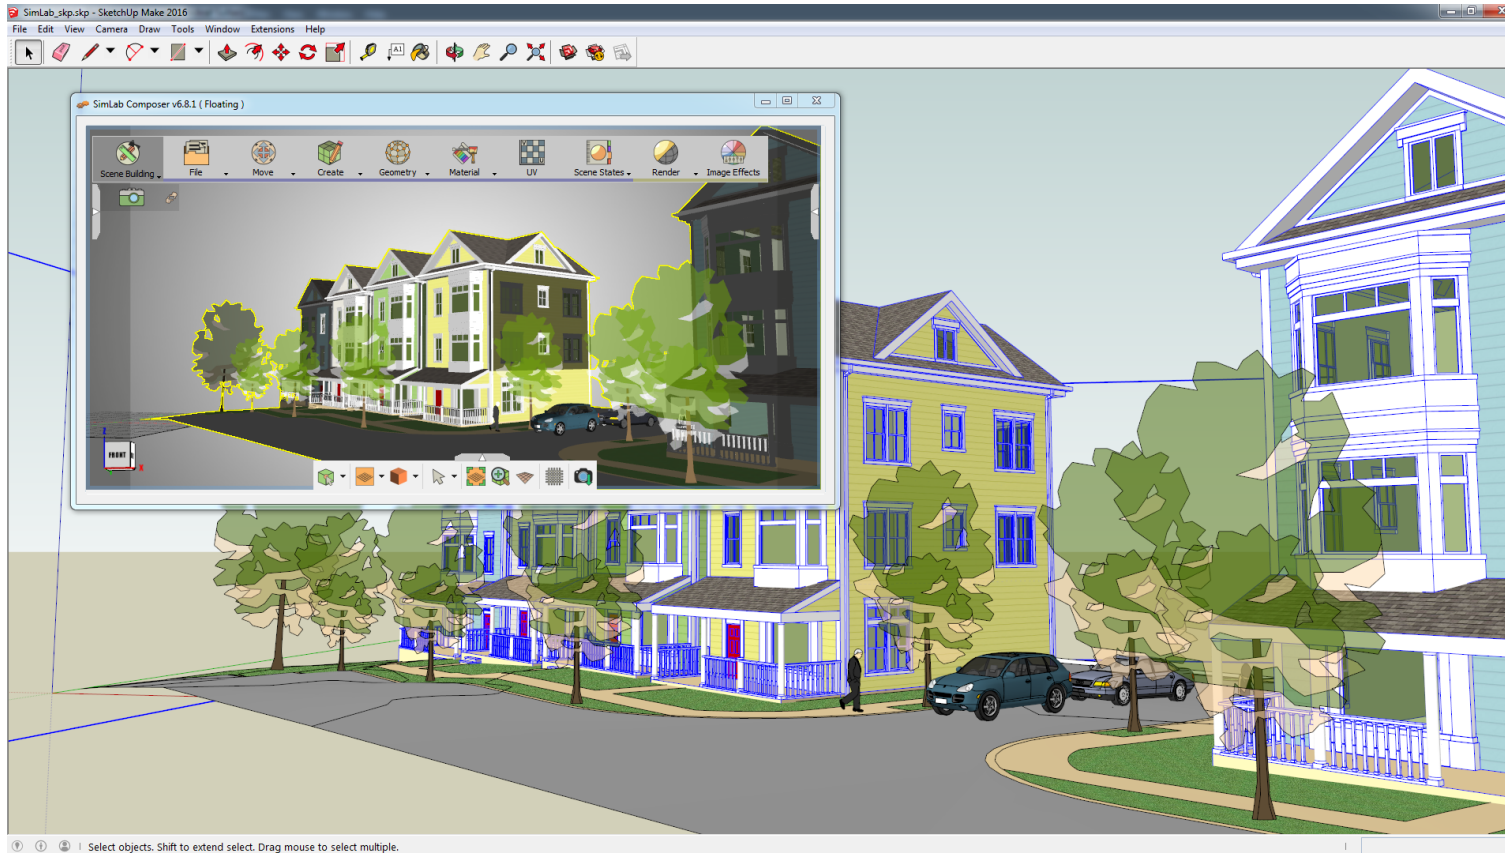 SimLab_skp.skp - SketchUp Make 2016
File Edit View Camera Draw Tools Window Extensions Help
A1
SimLab Composer v6.8.1 ( Floating )
Scene Building File Move Create Geometry Material UV Scene States Render Image Effects
Z
FRONT
X
Select objects. Shift to extend select. Drag mouse to select multiple.